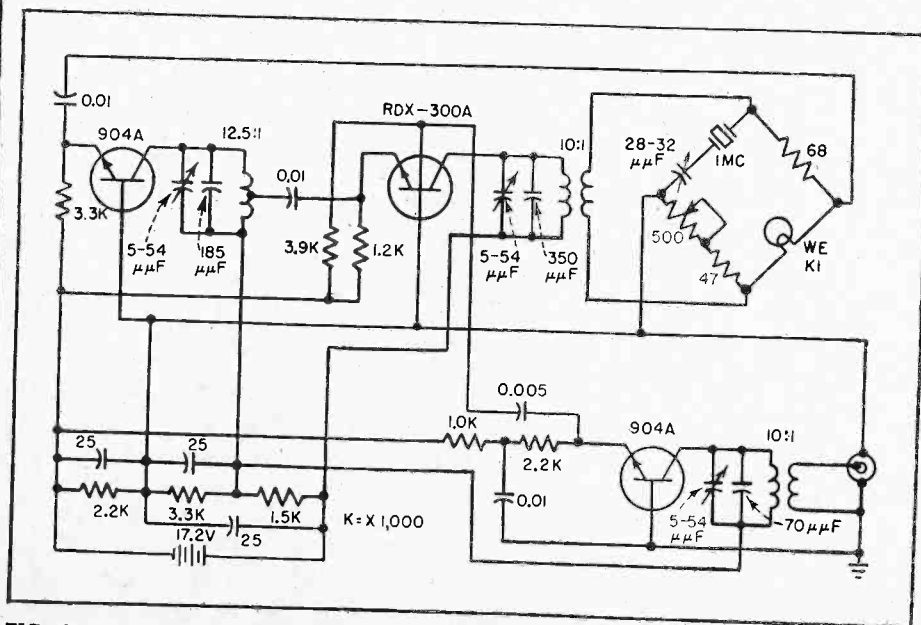 0.01
904A
12.5:1
RDX-300A
10:1
28-32
μμF
1MC
68
0.01
3.3K
5-54
μμF
185
μμF
3.9K
1.2K
5-54
μμF
350
μμF
500
47
WE
K1
0.005
25
25
1.0K
2.2K
904A
10:1
2.2K
3.3K
1.5K
K = X 1,000
0.01
5-54
μμF
70 μμF
25
17.2V